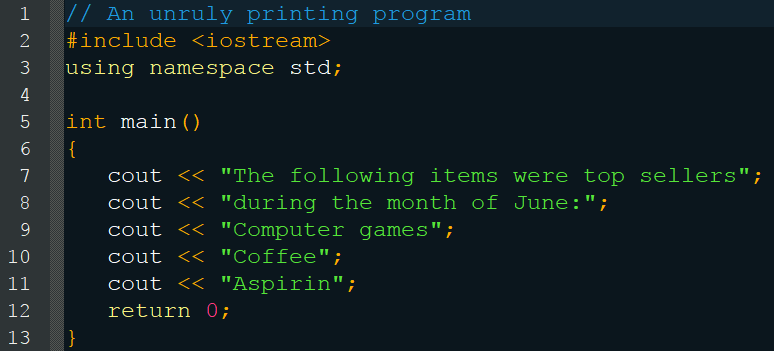 1 // An unruly printing program
2 #include <iostream>
3 using namespace std;
4
5 int main()
6 {
7    cout << "The following items were top sellers";
8    cout << "during the month of June:";
9    cout << "Computer games";
10    cout << "Coffee";
11    cout << "Aspirin";
12    return 0;
13 }